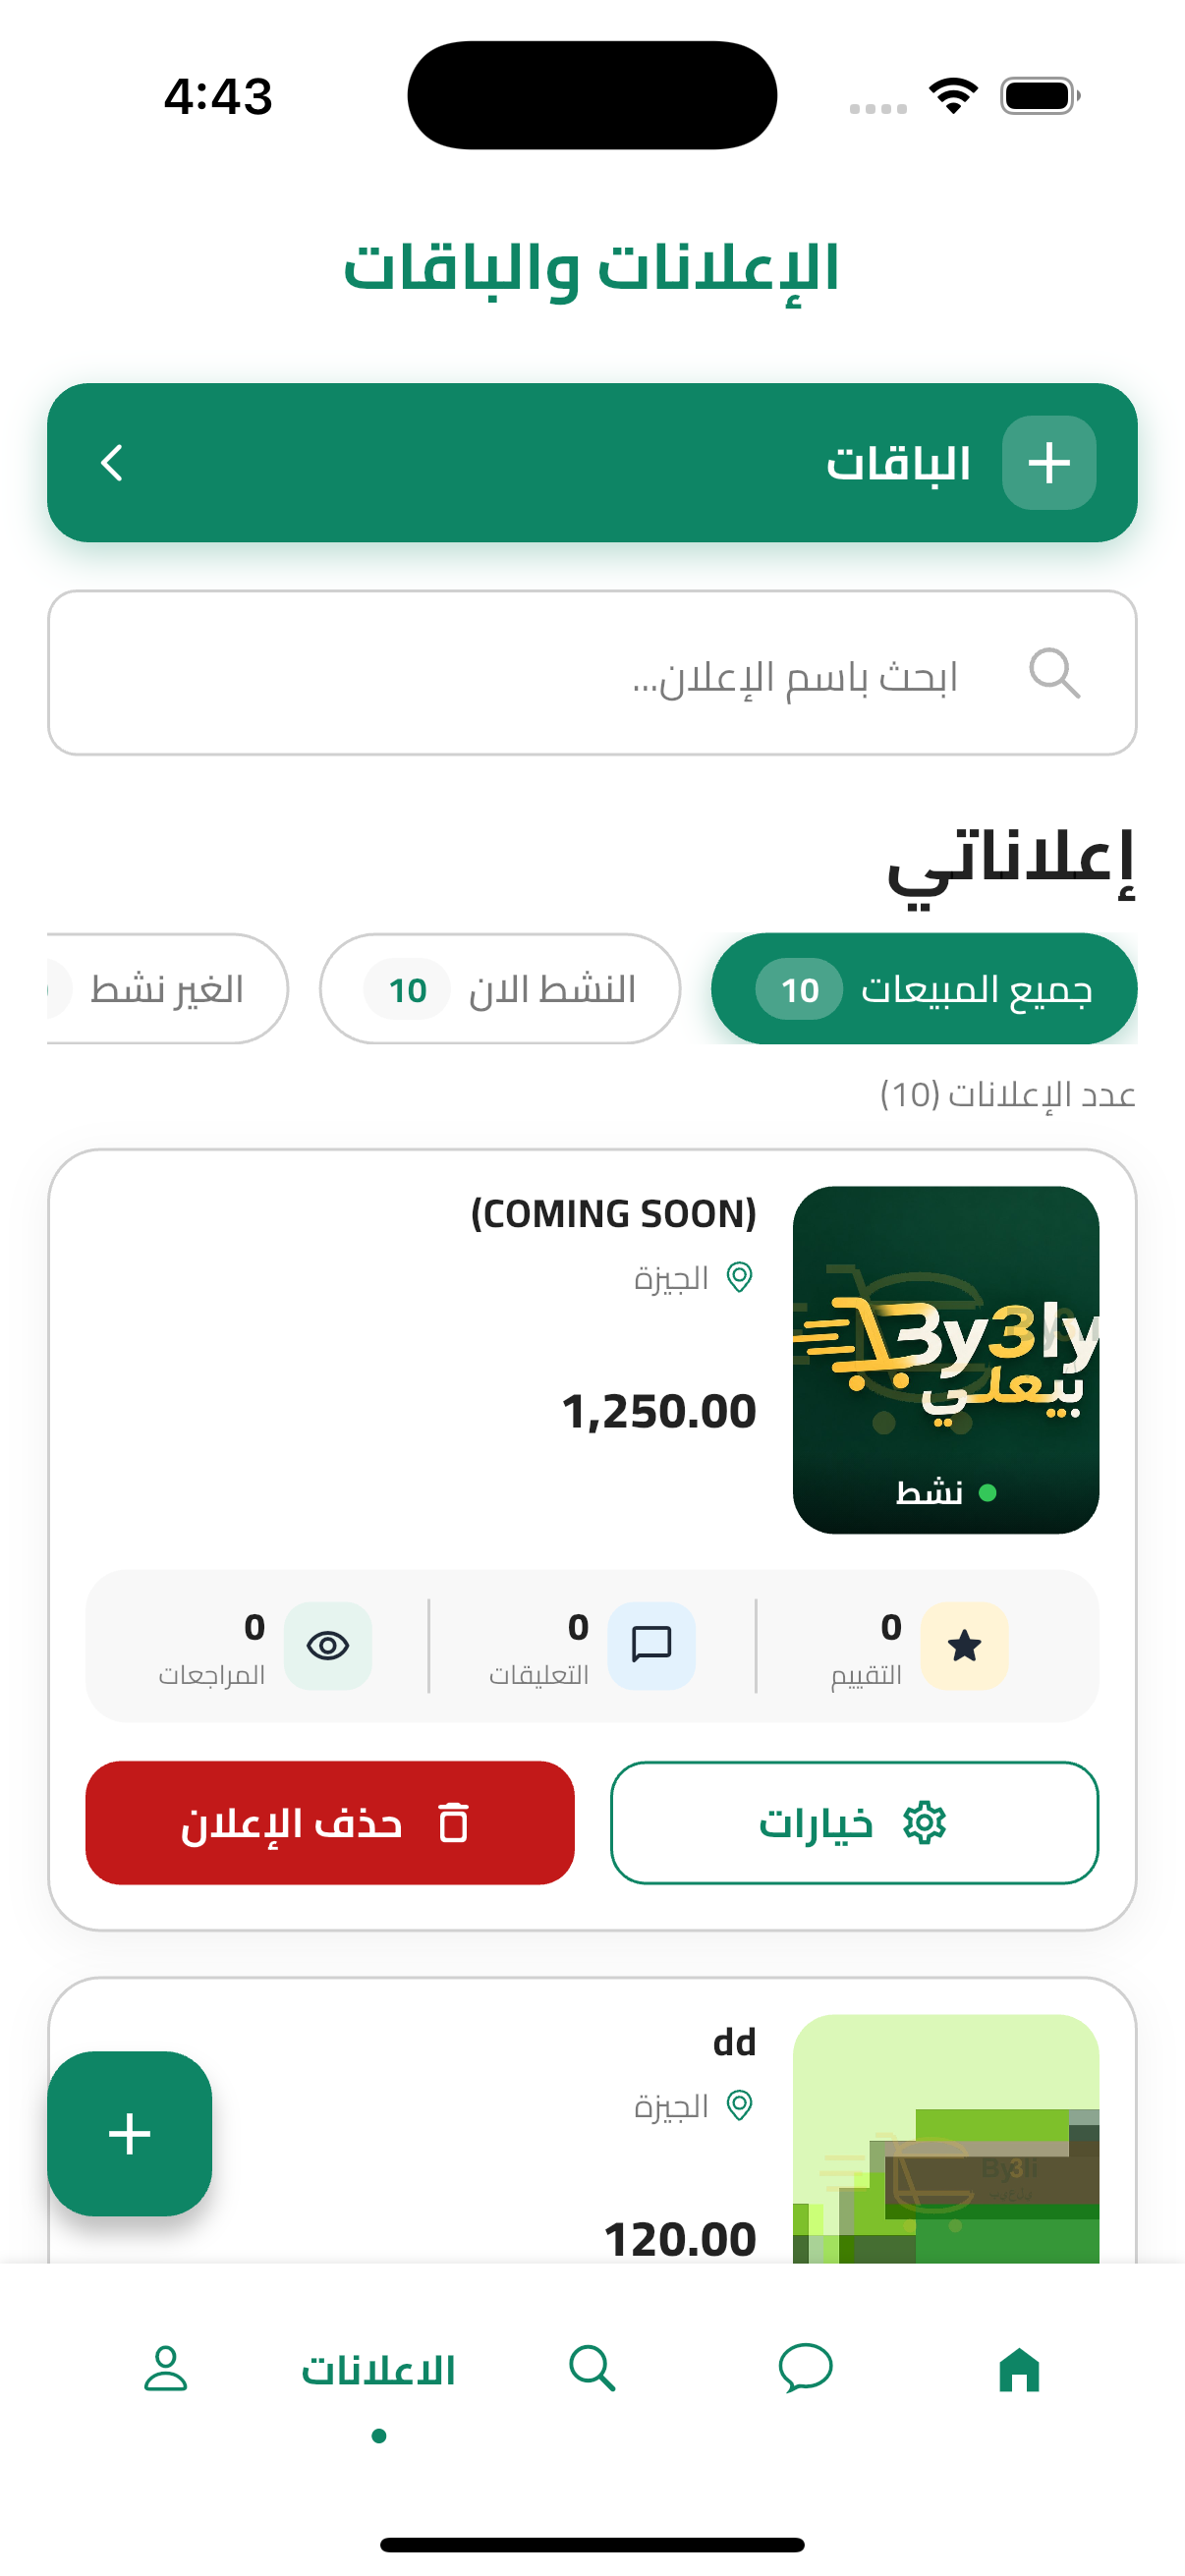 4:43
الإعلانات والباقات
الباقات
ابحث باسم الإعلان...
إعلاناتي
جميع المبيعات 10
النشط الان 10
الغير نشط
عدد الإعلانات (10)
(COMING SOON)
الجيزة
1,250.00
By3ly
بيعلي
نشط
0
التقييم
0
التعليقات
0
المراجعات
خيارات
حذف الإعلان
dd
الجيزة
120.00
By3li
الاعلانات